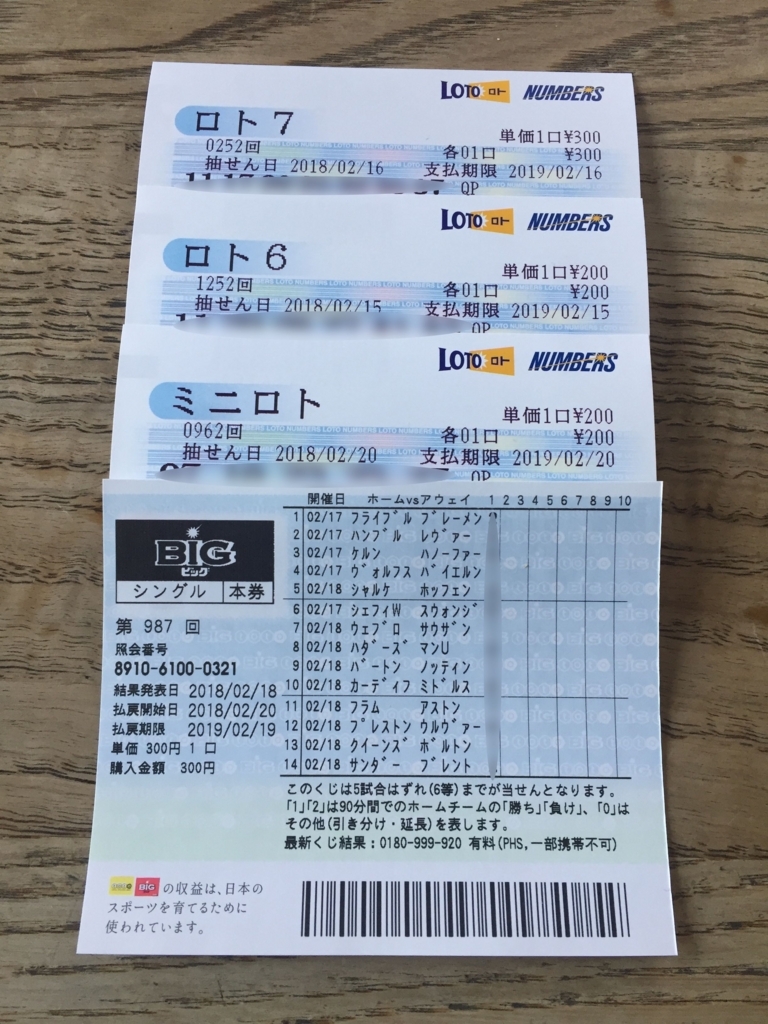 LOTO ロト NUMBERS
ロト7
単価1口¥300
0252回 各01口 ¥300
抽せん日 2018/02/16 支払期限 2019/02/16
QP
LOTO ロト NUMBERS
ロト6
単価1口¥200
1252回 各01口 ¥200
抽せん日 2018/02/15 支払期限 2019/02/15
QP
LOTO ロト NUMBERS
ミニロト
単価1口¥200
0962回 各01口 ¥200
抽せん日 2018/02/20 支払期限 2019/02/20
QP
BIG
ビッグ
シングル 本券
第 987 回
照会番号
8910-6100-0321
結果発表日 2018/02/18
払戻開始日 2018/02/20
払戻期限 2019/02/19
単価 300円 1 口
購入金額 300円
開催日 ホームvsアウェイ 1 2 3 4 5 6 7 8 9 10
1 02/17 フライブル ブレーメン
2 02/17 ハンブル レヴァー
3 02/17 ケルン ハノーファー
4 02/17 ヴォルフス バイエルン
5 02/18 シャルケ ホッフェン
6 02/17 シェフィW スウォンジ
7 02/18 ウェブロ サウザン
8 02/18 ハダーズ マンU
9 02/18 バートン ノッティン
10 02/18 カーディフ ミドルス
11 02/18 フラム アストン
12 02/18 プレストン ウルヴァー
13 02/18 クイーンズ ボルトン
14 02/18 サンダー ブレント
このくじは5試合はずれ(6等)までが当せんとなります。
「1」「2」は90分間でのホームチームの「勝ち」「負け」、「0」は
その他(引き分け・延長)を表します。
最新くじ結果：0180-999-920 有料(PHS,一部携帯不可)
BIG の収益は、日本の
スポーツを育てるために
使われています。